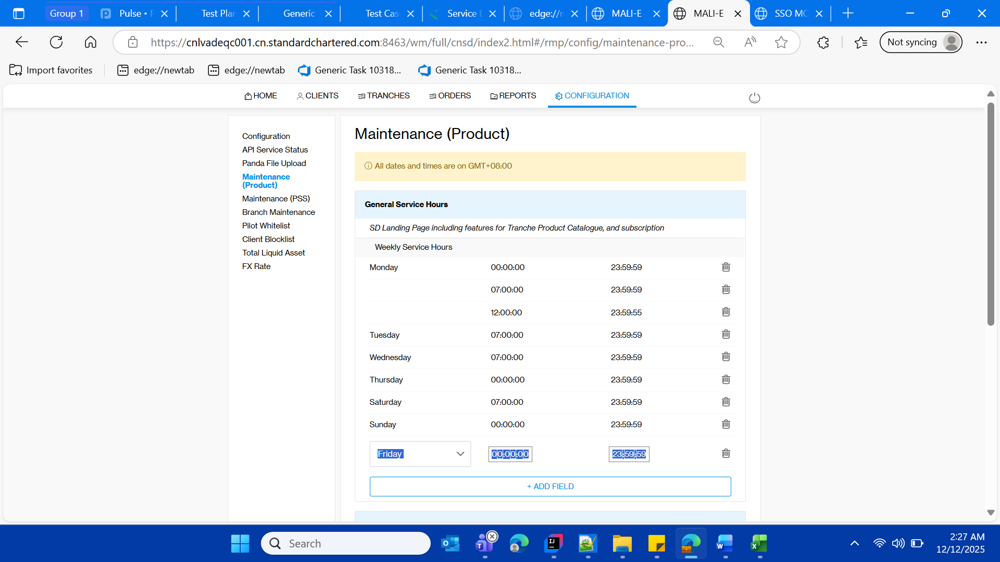 Group 1
Pulse
Test Plan
Generic
Test Cas
Service
edge://n
MALI-E
MALI-E
SSO MO
https://cnlvadeqc001.cn.standardchartered.com:8463/wm/full/cnsd/index2.html#/rmp/config/maintenance-pro...
Not syncing
Import favorites
edge://newtab
edge://newtab
Generic Task 10318...
Generic Task 10318...
HOME
CLIENTS
TRANCHES
ORDERS
REPORTS
CONFIGURATION
Configuration
API Service Status
Panda File Upload
Maintenance
(Product)
Maintenance (PSS)
Branch Maintenance
Pilot Whitelist
Client Blocklist
Total Liquid Asset
FX Rate
Maintenance (Product)
All dates and times are on GMT+08:00
General Service Hours
SD Landing Page including features for Tranche Product Catalogue, and subscription
Weekly Service Hours
Monday 00:00:00 23:59:59
07:00:00 23:59:59
12:00:00 23:59:55
Tuesday 07:00:00 23:59:59
Wednesday 07:00:00 23:59:59
Thursday 00:00:00 23:59:59
Saturday 07:00:00 23:59:59
Sunday 00:00:00 23:59:59
Friday 00:00:00 23:59:59
+ ADD FIELD
Search
2:27 AM
12/12/2025